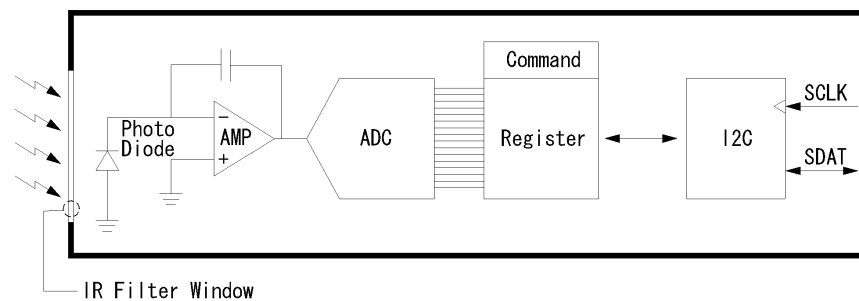 Command
SCLK
Photo
Diode
-
AMP
+
ADC
Register
I2C
SDAT
IR Filter Window